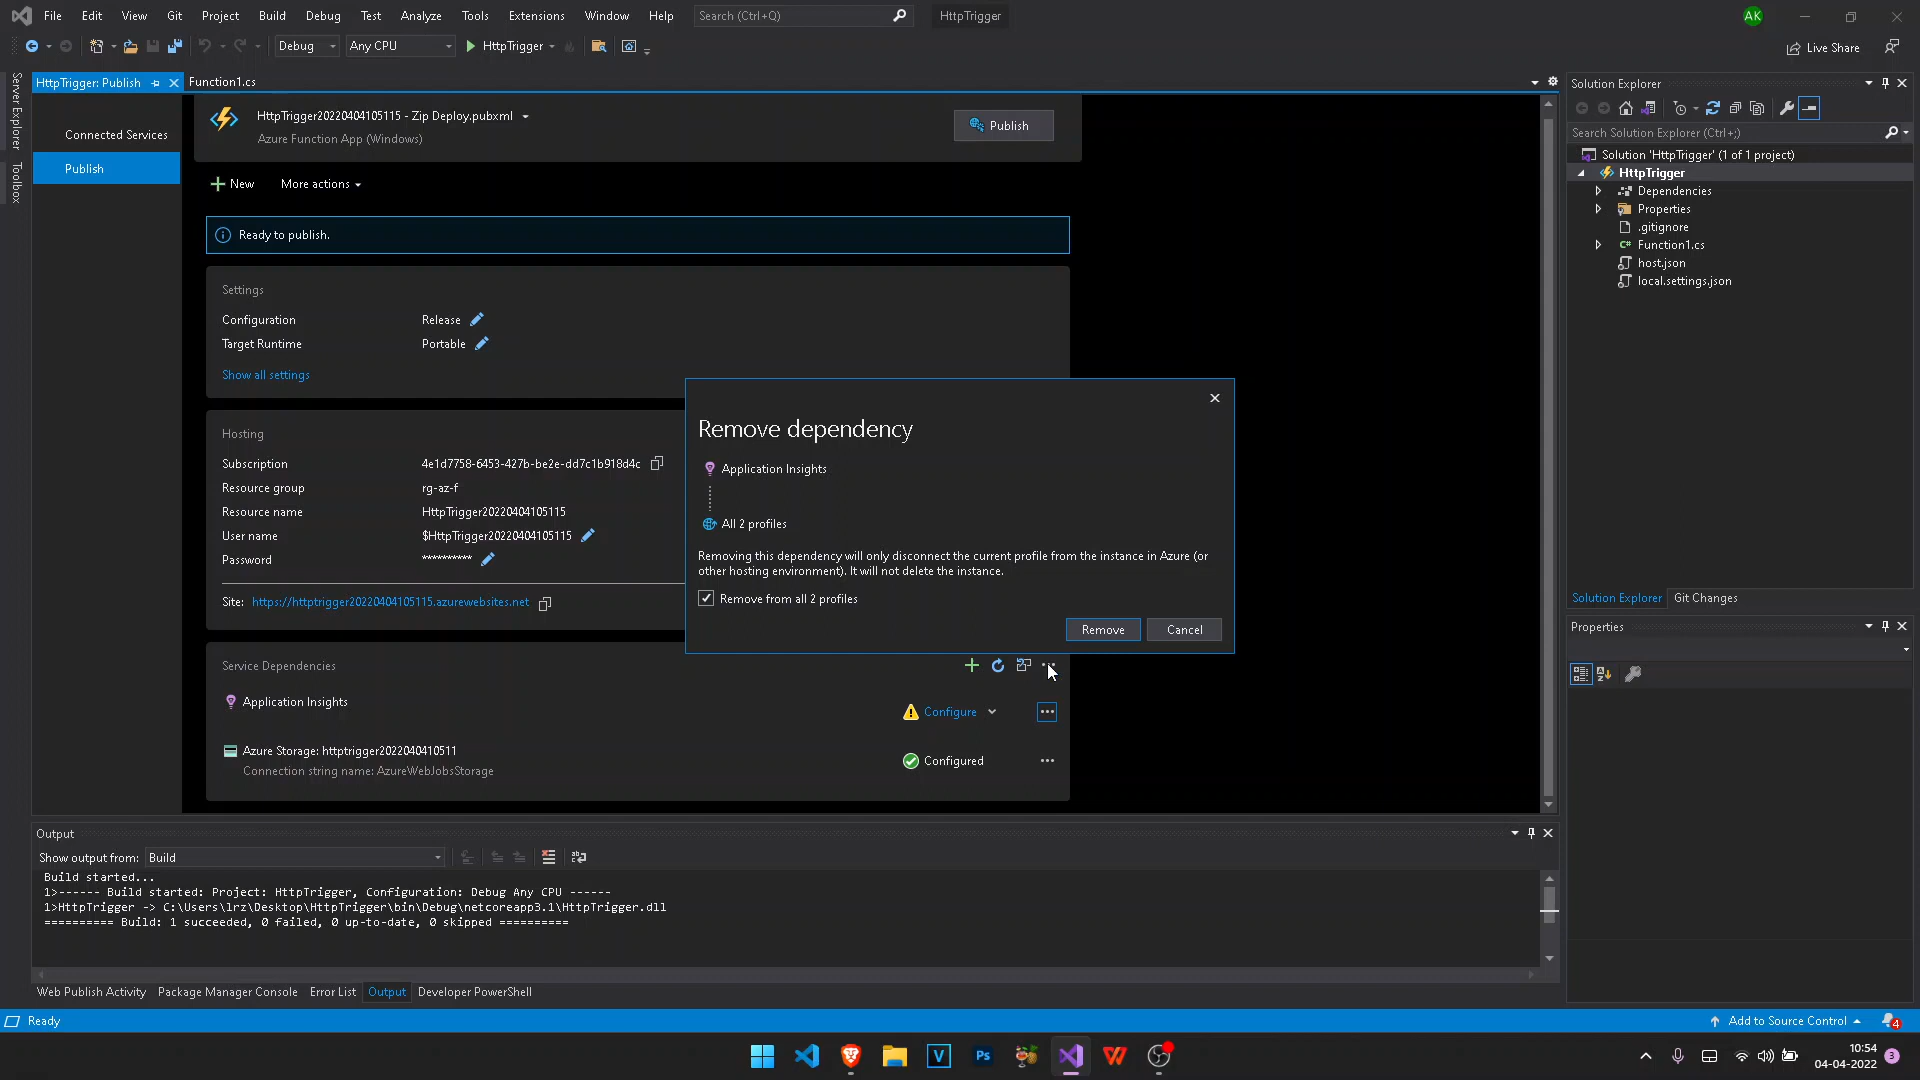 File Edit View Git Project Build Debug Test Analyze Tools Extensions Window Help Search (Ctrl+Q) HttpTrigger AK
Debug Any CPU HttpTrigger Live Share
HttpTrigger: Publish Function1.cs
Server Explorer
Toolbox
Connected Services
Publish
HttpTrigger20220404105115 - Zip Deploy.pubxml
Azure Function App (Windows)
Publish
New More actions
Ready to publish.
Settings
Configuration Release
Target Runtime Portable
Show all settings
Hosting
Subscription 4e1d7758-6453-427b-be2e-dd7c1b918d4c
Resource group rg-az-f
Resource name HttpTrigger20220404105115
User name $HttpTrigger20220404105115
Password **********
Site: https://httptrigger20220404105115.azurewebsites.net
Service Dependencies
Application Insights
Configure
Azure Storage: httptrigger2022040410511
Connection string name: AzureWebJobsStorage
Configured
Remove dependency
Application Insights
All 2 profiles
Removing this dependency will only disconnect the current profile from the instance in Azure (or
other hosting environment). It will not delete the instance.
Remove from all 2 profiles
Remove Cancel
Solution Explorer
Search Solution Explorer (Ctrl+;)
Solution 'HttpTrigger' (1 of 1 project)
HttpTrigger
Dependencies
Properties
.gitignore
C# Function1.cs
host.json
local.settings.json
Solution Explorer Git Changes
Properties
Output
Show output from: Build
Build started...
1>------ Build started: Project: HttpTrigger, Configuration: Debug Any CPU ------
1>HttpTrigger -> C:\Users\lrz\Desktop\HttpTrigger\bin\Debug\netcoreapp3.1\HttpTrigger.dll
========== Build: 1 succeeded, 0 failed, 0 up-to-date, 0 skipped ==========
Web Publish Activity Package Manager Console Error List Output Developer PowerShell
Ready Add to Source Control 4
V Ps W
10:54
04-04-2022 3